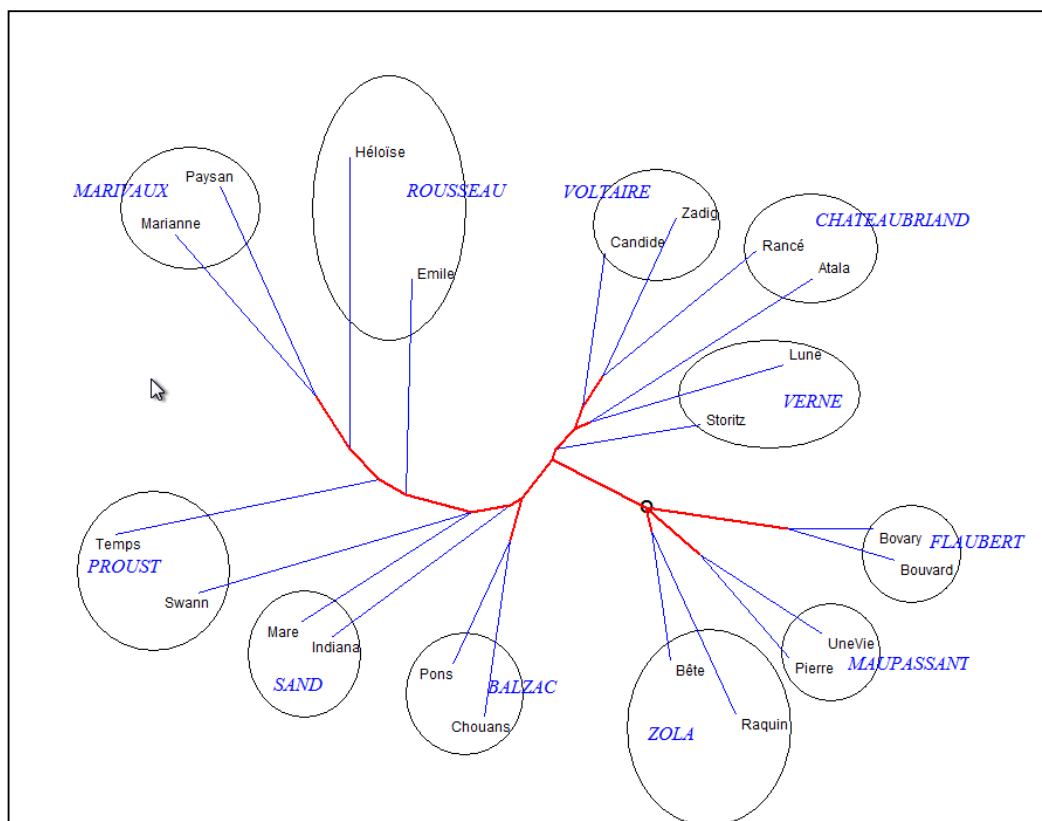 Héloïse
Paysan
MARIVAUX
ROUSSEAU
VOLTAIRE
Marianne
Zadig
CHATEAUBRIAND
Candide
Rancé
Emile
Atala
Lune
VERNE
Storitz
Temps
PROUST
Swann
Bovary
FLAUBERT
Bouvard
Mare
Indiana
SAND
UneVie
Pierre
MAUPASSANT
Pons
BALZAC
Chouans
Bête
Raquin
ZOLA